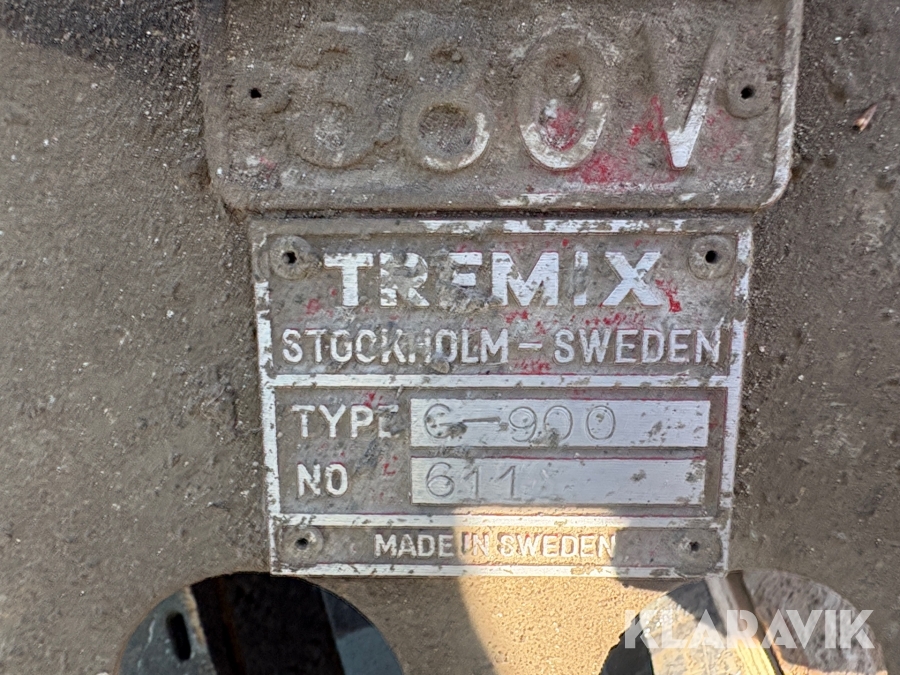 380V
TREMIX
STOCKHOLM – SWEDEN
TYPE G-900
NO 611
MADE IN SWEDEN
KLARAVIK